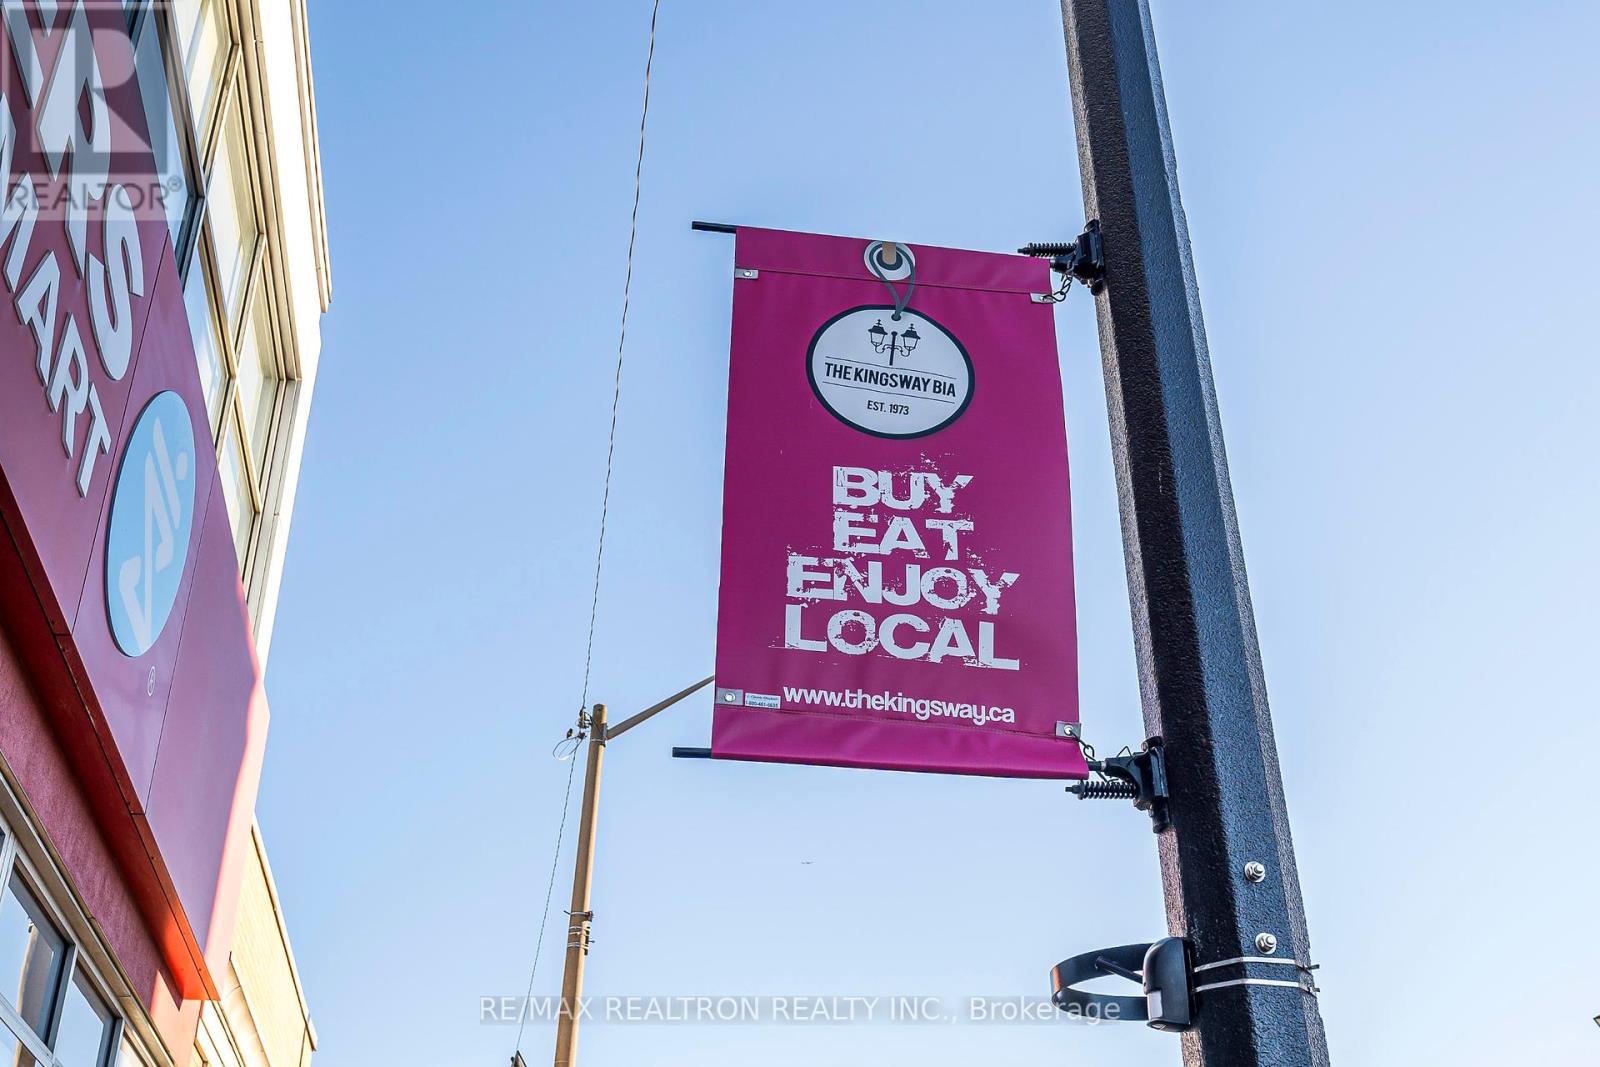 REALTOR®
MART
THE KINGSWAY BIA
EST. 1973
BUY
EAT
ENJOY
LOCAL
www.thekingsway.ca
RE/MAX REALTRON REALTY INC., Brokerage